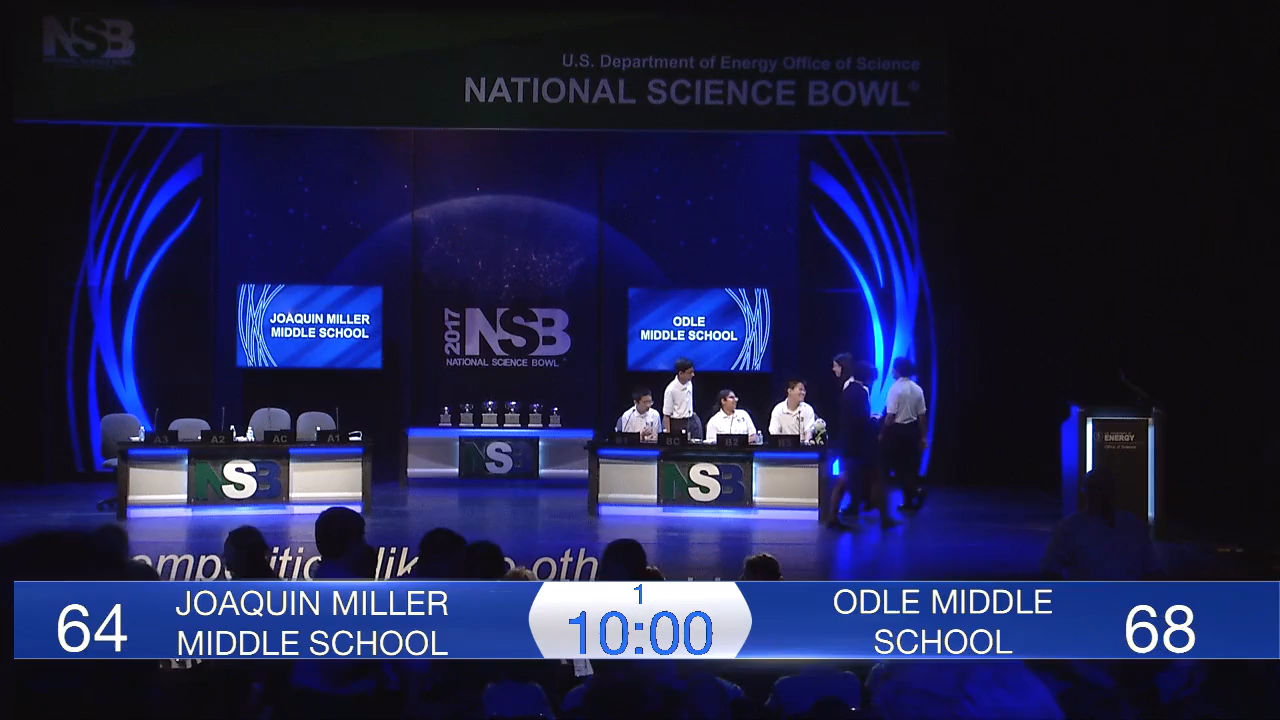 NSB
U.S. Department of Energy Office of Science
NATIONAL SCIENCE BOWL®
JOAQUIN MILLER
MIDDLE SCHOOL
2017 NSB
NATIONAL SCIENCE BOWL
ODLE
MIDDLE SCHOOL
A3 A2 AC A1
BC B2
ENERGY
NSB
NSB
NSB
64
JOAQUIN MILLER
MIDDLE SCHOOL
1
10:00
ODLE MIDDLE
SCHOOL
68